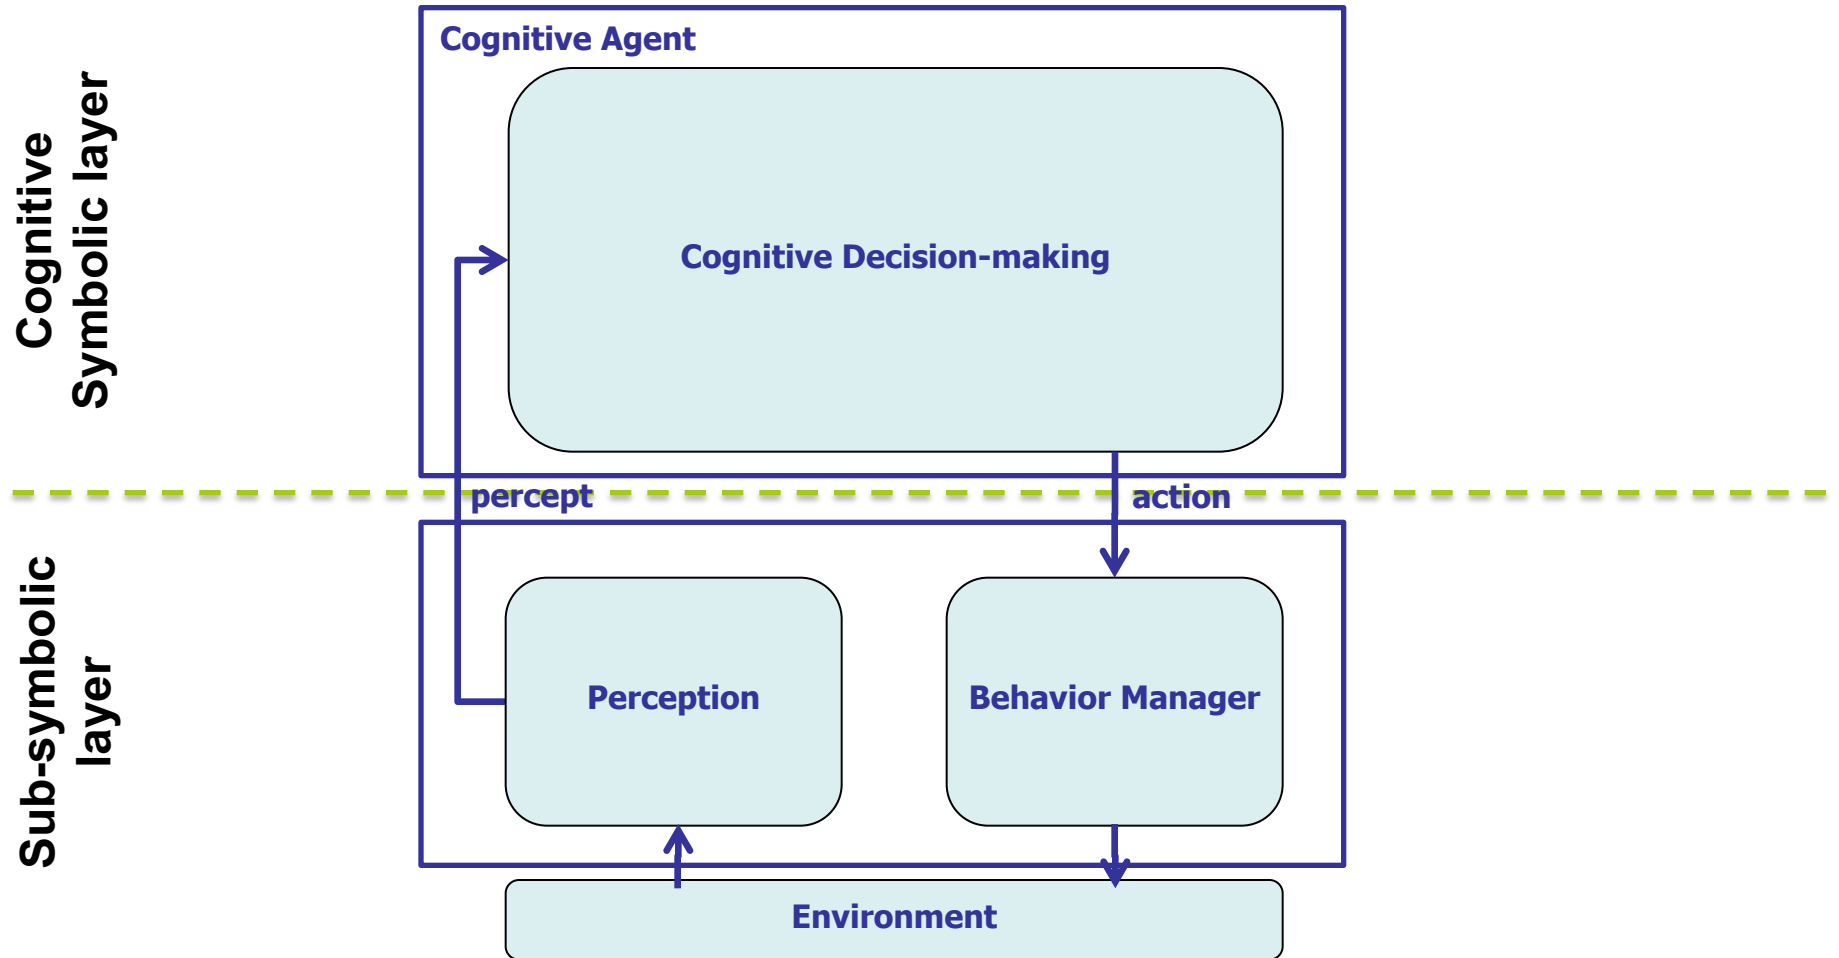 Cognitive
Symbolic layer
Cognitive Agent
Cognitive Decision-making
percept
action
Sub-symbolic
layer
Perception
Behavior Manager
Environment